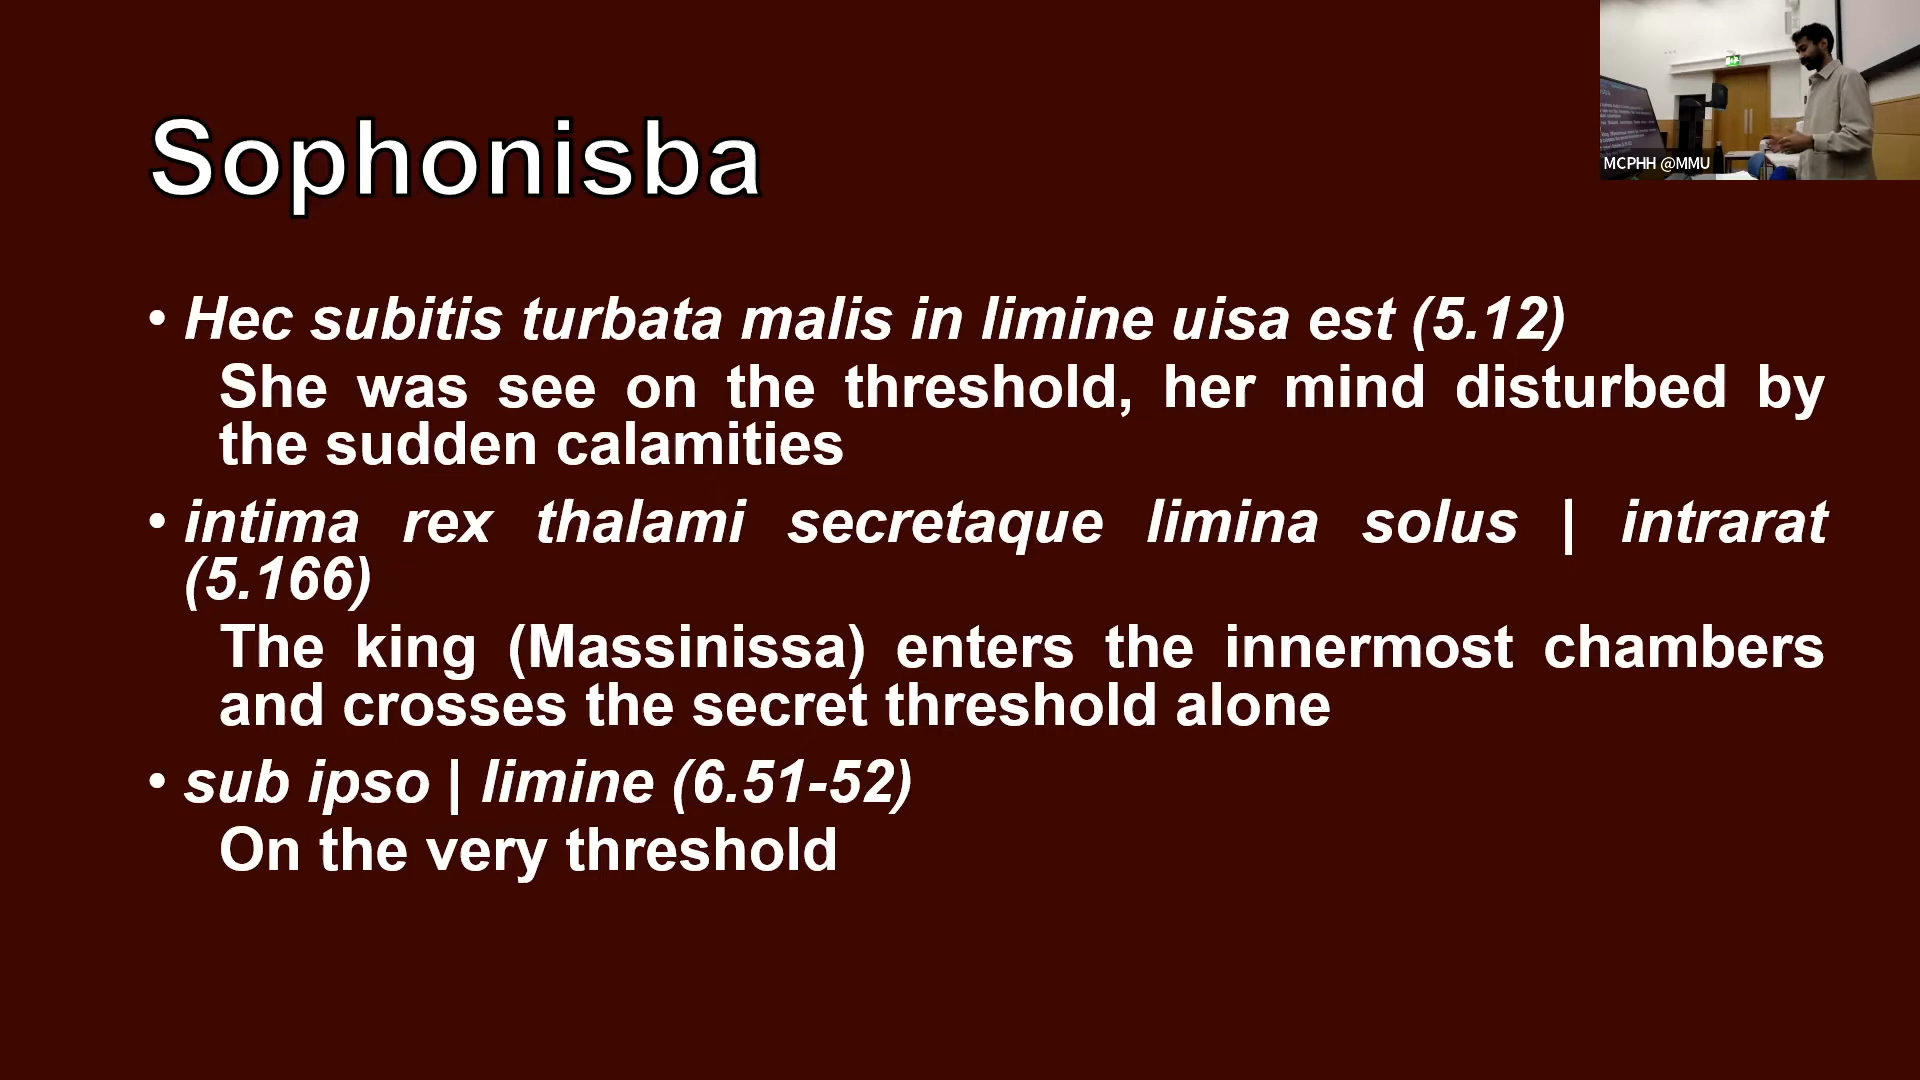 Sophonisba
MCPHH @MMU
• Hec subitis turbata malis in limine uisa est (5.12)
She was see on the threshold, her mind disturbed by
the sudden calamities
• intima rex thalami secretaque limina solus | intrarat
(5.166)
The king (Massinissa) enters the innermost chambers
and crosses the secret threshold alone
• sub ipso | limine (6.51-52)
On the very threshold